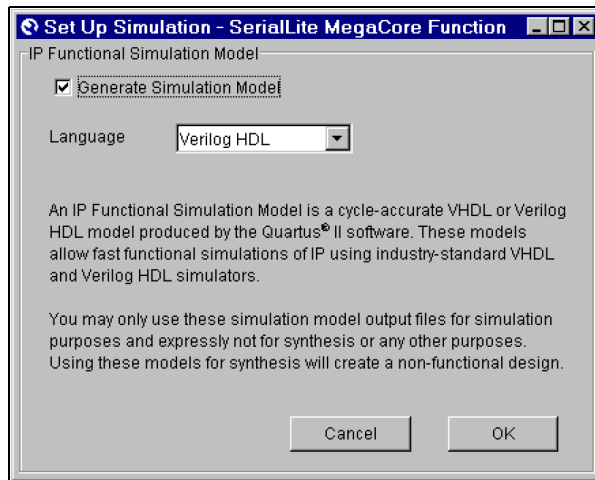 Set Up Simulation - SerialLite MegaCore Function
IP Functional Simulation Model
Generate Simulation Model
Language
Verilog HDL
An IP Functional Simulation Model is a cycle-accurate VHDL or Verilog
HDL model produced by the Quartus® II software. These models
allow fast functional simulations of IP using industry-standard VHDL
and Verilog HDL simulators.
You may only use these simulation model output files for simulation
purposes and expressly not for synthesis or any other purposes.
Using these models for synthesis will create a non-functional design.
Cancel
OK